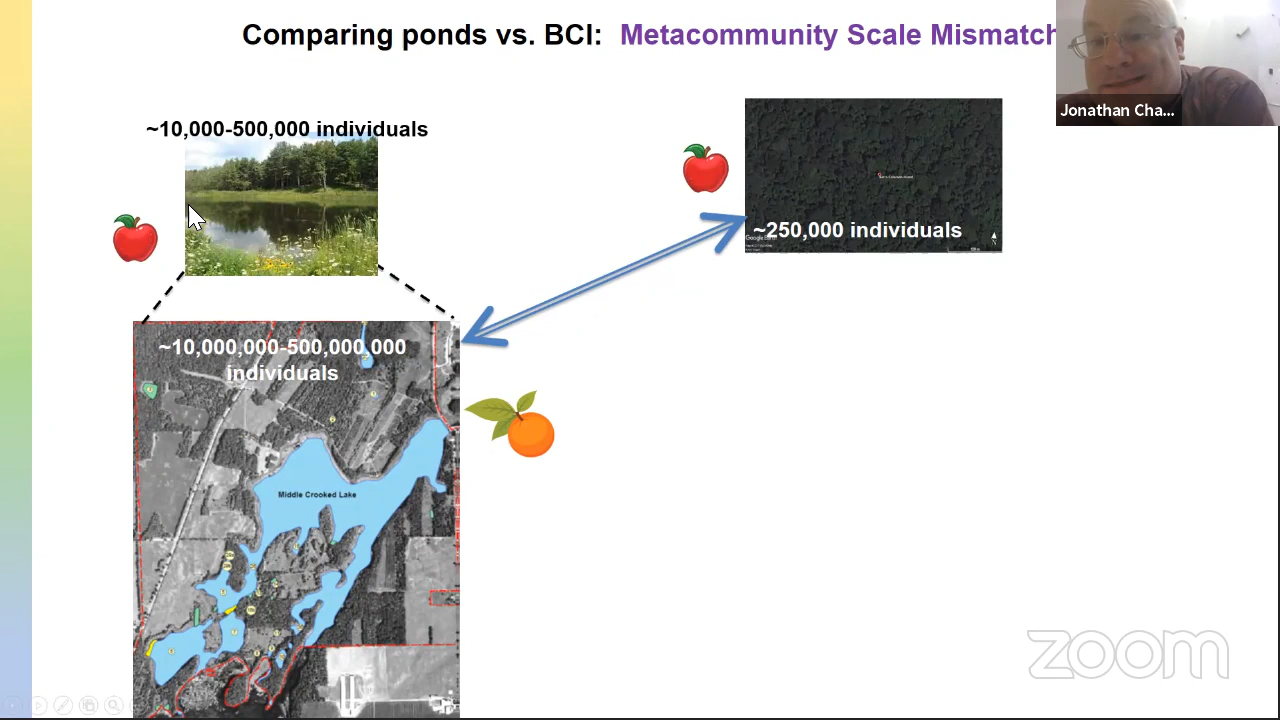 Comparing ponds vs. BCI: Metacommunity Scale Mismatch
Jonathan Cha...
~10,000-500,000 individuals
~250,000 individuals
~10,000,000-500,000,000
individuals
Middle Crooked Lake
zoom